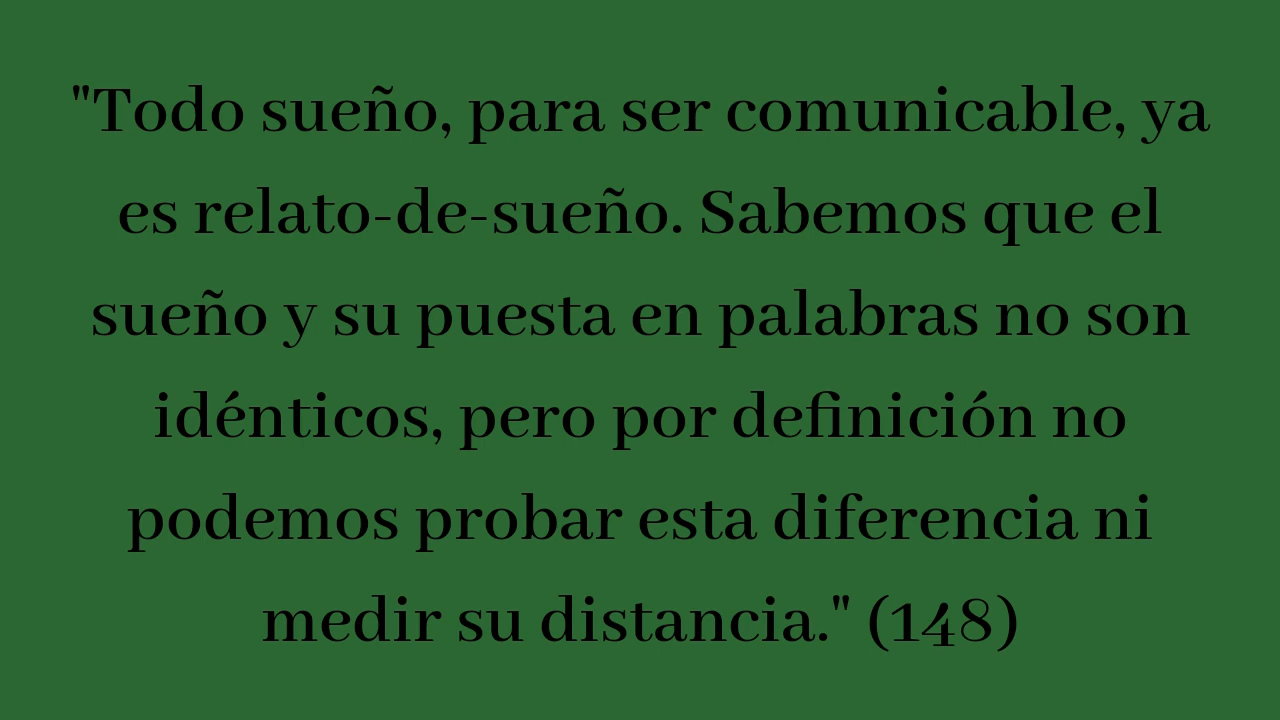 "Todo sueño, para ser comunicable, ya
es relato-de-sueño. Sabemos que el
sueño y su puesta en palabras no son
idénticos, pero por definición no
podemos probar esta diferencia ni
medir su distancia." (148)